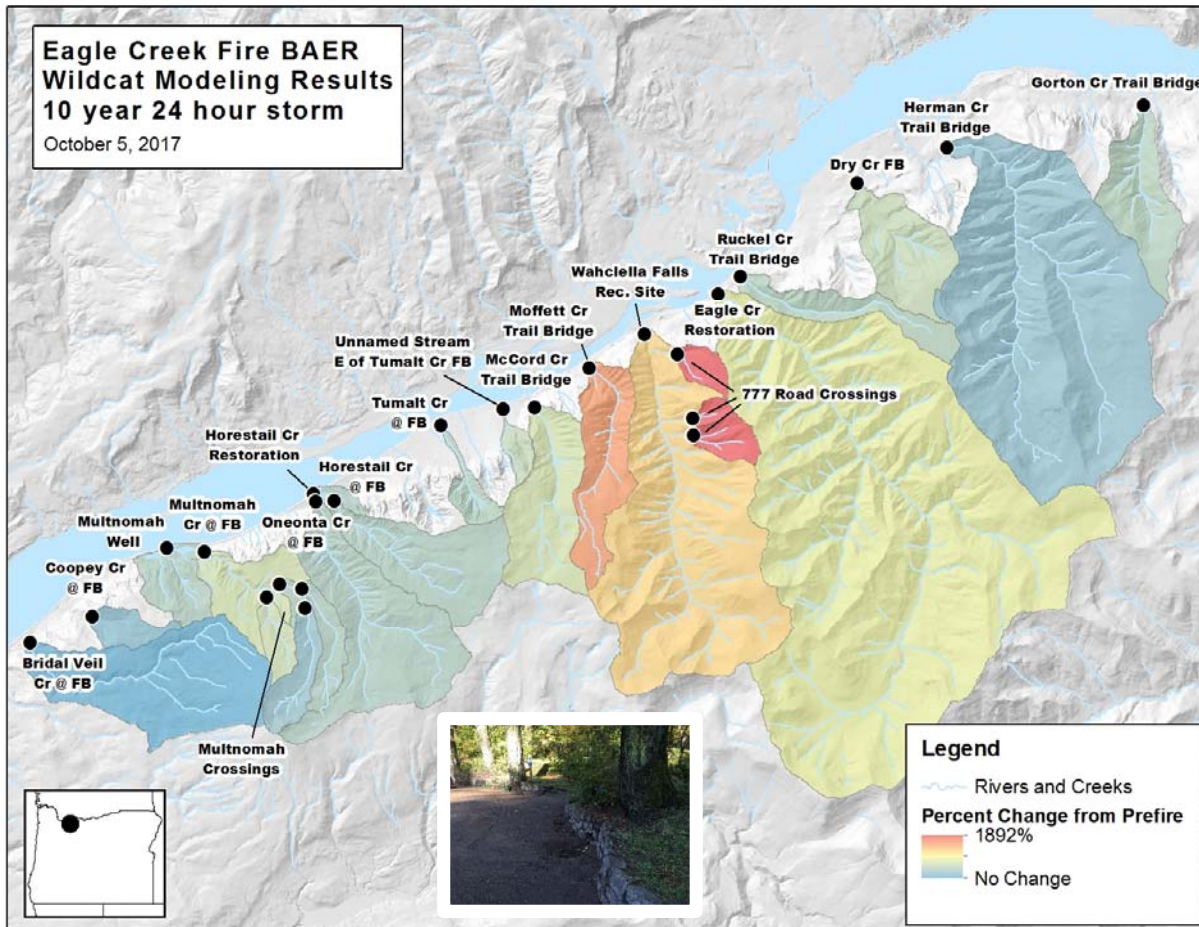 Eagle Creek Fire BAER
Wildcat Modeling Results
10 year 24 hour storm
October 5, 2017
Gorton Cr Trail Bridge
Herman Cr
Trail Bridge
Dry Cr FB
Ruckel Cr
Trail Bridge
Wahclella Falls
Rec. Site
Eagle Cr
Restoration
Moffett Cr
Trail Bridge
Unnamed Stream
E of Tumalt Cr FB
McCord Cr
Trail Bridge
777 Road Crossings
Tumalt Cr
@ FB
Horestail Cr
Restoration
Horestail Cr
@ FB
Multnomah
Cr @ FB
Oneonta Cr
@ FB
Multnomah
Well
Coopey Cr
@ FB
Bridal Veil
Cr @ FB
Multnomah
Crossings
Legend
Rivers and Creeks
Percent Change from Prefire
1892%
No Change